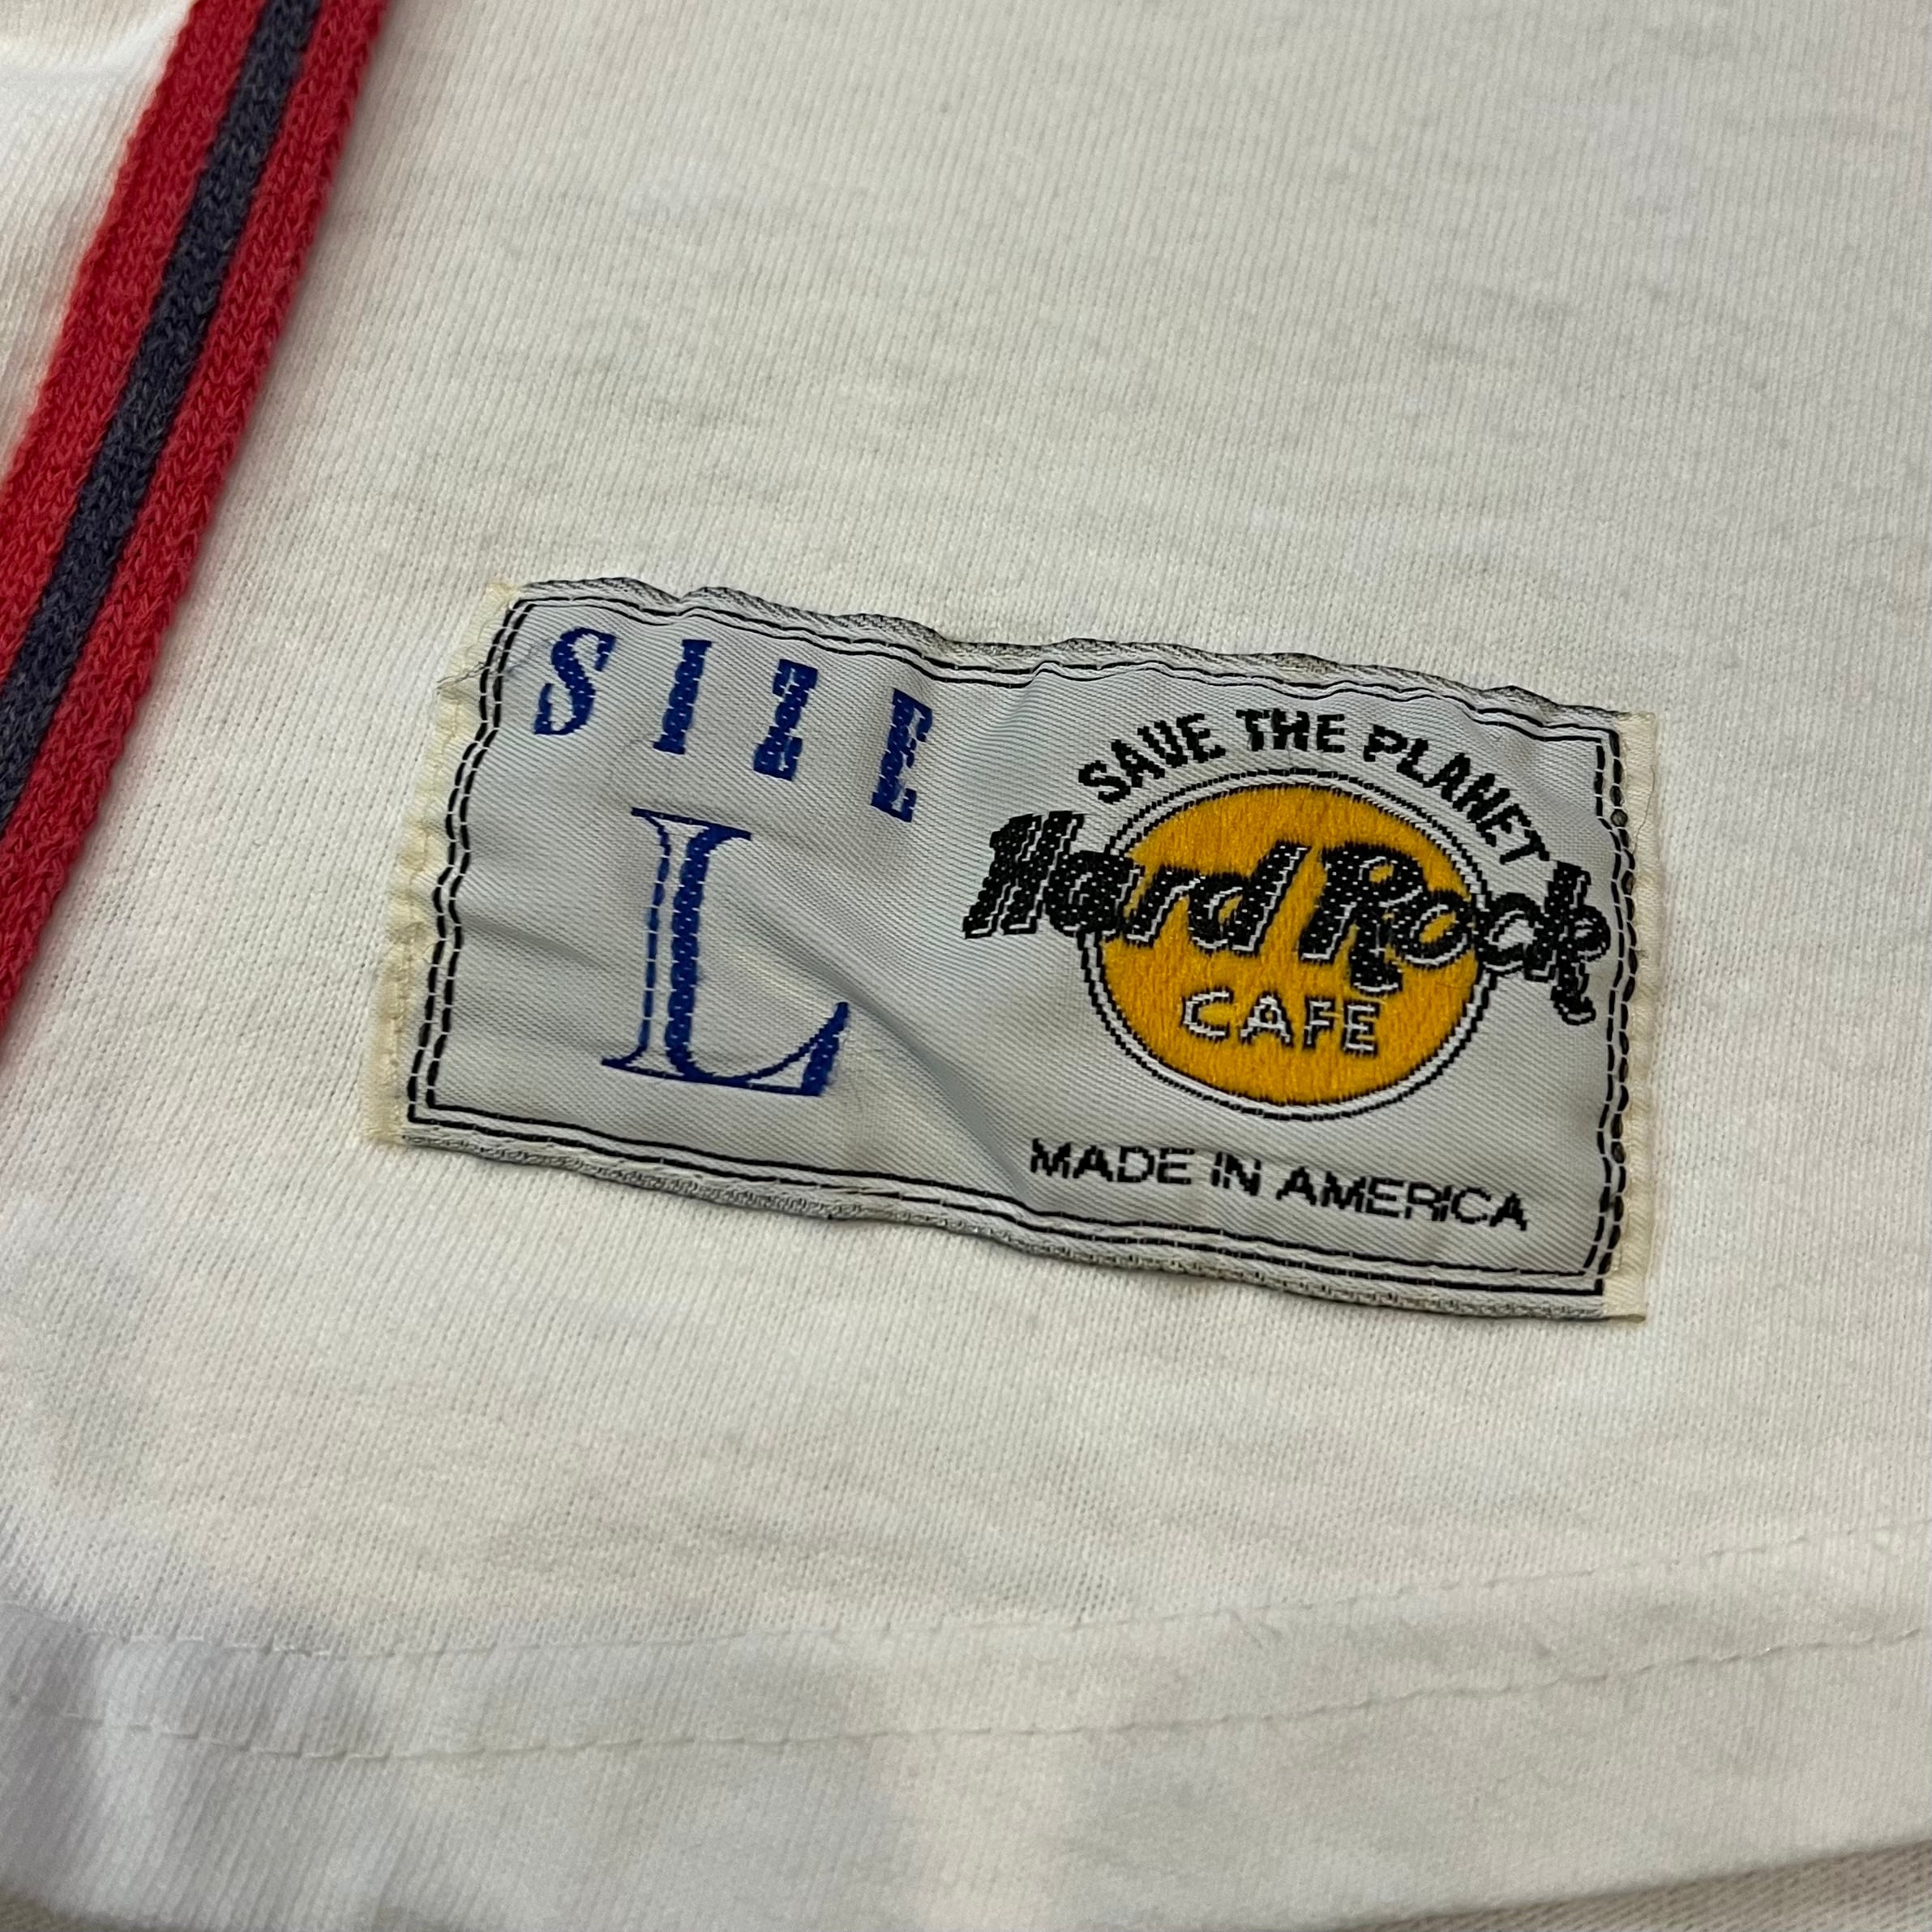 SIZE
L
SAVE THE PLANET
Hard Rock
CAFE
MADE IN AMERICA